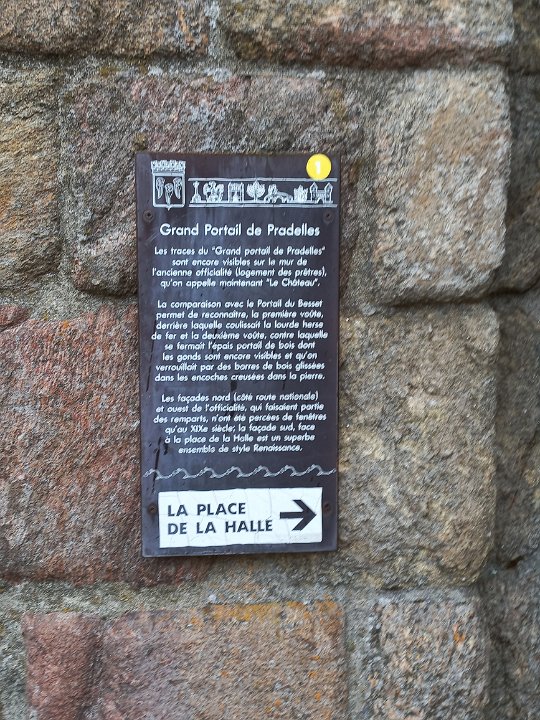 1
Grand Portail de Pradelles
Les traces du "Grand portail de Pradelles"
sont encore visibles sur le mur de
l'ancienne officialité (logement des prêtres),
qu'on appelle maintenant "Le Château".
La comparaison avec le Portail du Besset
permet de reconnaître, la première voûte,
derrière laquelle coulissait la lourde herse
de fer et la deuxième voûte, contre laquelle
se fermait l'épais portail de bois dont
les gonds sont encore visibles et qu'on
verrouillait par des barres de bois glissées
dans les encoches creusées dans la pierre.
Les façades nord (côté route nationale)
et ouest de l'officialité, qui faisaient partie
des remparts, n'ont été percées de fenêtres
qu'au XIXe siècle; la façade sud, face
à la place de la Halle est un superbe
ensemble de style Renaissance.
LA PLACE
DE LA HALLE